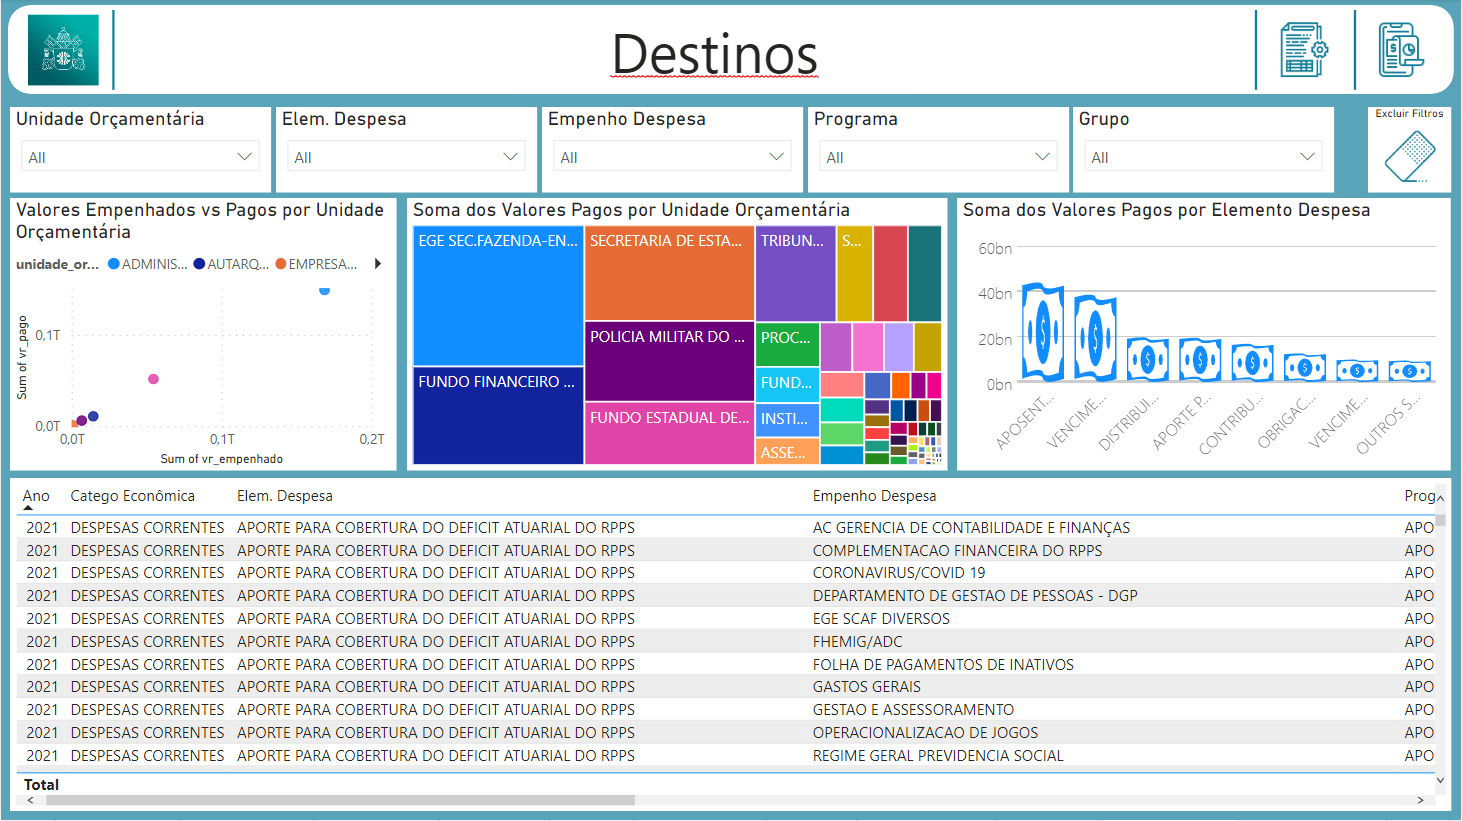 Destinos
Unidade Orçamentária
All
Elem. Despesa
All
Empenho Despesa
All
Programa
All
Grupo
All
Excluir Filtros
Valores Empenhados vs Pagos por Unidade
Orçamentária
unidade_or... ADMINIS... AUTARQ... EMPRESA...
Sum of vr_pago
0,1T
0,0T
0,0T 0,1T 0,2T
Sum of vr_empenhado
Soma dos Valores Pagos por Unidade Orçamentária
EGE SEC.FAZENDA-EN...
FUNDO FINANCEIRO ...
SECRETARIA DE ESTA...
POLICIA MILITAR DO ...
FUNDO ESTADUAL DE...
TRIBUN...
S...
PROC...
FUND...
INSTI...
ASSE...
Soma dos Valores Pagos por Elemento Despesa
60bn
40bn
20bn
0bn
APOSENT...
VENCIME...
DISTRIBUI...
APORTE P...
CONTRIBU...
OBRIGAC...
VENCIME...
OUTROS S...
Ano Catego Econômica Elem. Despesa Empenho Despesa Prog
2021 DESPESAS CORRENTES APORTE PARA COBERTURA DO DEFICIT ATUARIAL DO RPPS AC GERENCIA DE CONTABILIDADE E FINANÇAS APO
2021 DESPESAS CORRENTES APORTE PARA COBERTURA DO DEFICIT ATUARIAL DO RPPS COMPLEMENTACAO FINANCEIRA DO RPPS APO
2021 DESPESAS CORRENTES APORTE PARA COBERTURA DO DEFICIT ATUARIAL DO RPPS CORONAVIRUS/COVID 19 APO
2021 DESPESAS CORRENTES APORTE PARA COBERTURA DO DEFICIT ATUARIAL DO RPPS DEPARTAMENTO DE GESTAO DE PESSOAS - DGP APO
2021 DESPESAS CORRENTES APORTE PARA COBERTURA DO DEFICIT ATUARIAL DO RPPS EGE SCAF DIVERSOS APO
2021 DESPESAS CORRENTES APORTE PARA COBERTURA DO DEFICIT ATUARIAL DO RPPS FHEMIG/ADC APO
2021 DESPESAS CORRENTES APORTE PARA COBERTURA DO DEFICIT ATUARIAL DO RPPS FOLHA DE PAGAMENTOS DE INATIVOS APO
2021 DESPESAS CORRENTES APORTE PARA COBERTURA DO DEFICIT ATUARIAL DO RPPS GASTOS GERAIS APO
2021 DESPESAS CORRENTES APORTE PARA COBERTURA DO DEFICIT ATUARIAL DO RPPS GESTAO E ASSESSORAMENTO APO
2021 DESPESAS CORRENTES APORTE PARA COBERTURA DO DEFICIT ATUARIAL DO RPPS OPERACIONALIZACAO DE JOGOS APO
2021 DESPESAS CORRENTES APORTE PARA COBERTURA DO DEFICIT ATUARIAL DO RPPS REGIME GERAL PREVIDENCIA SOCIAL APO
Total